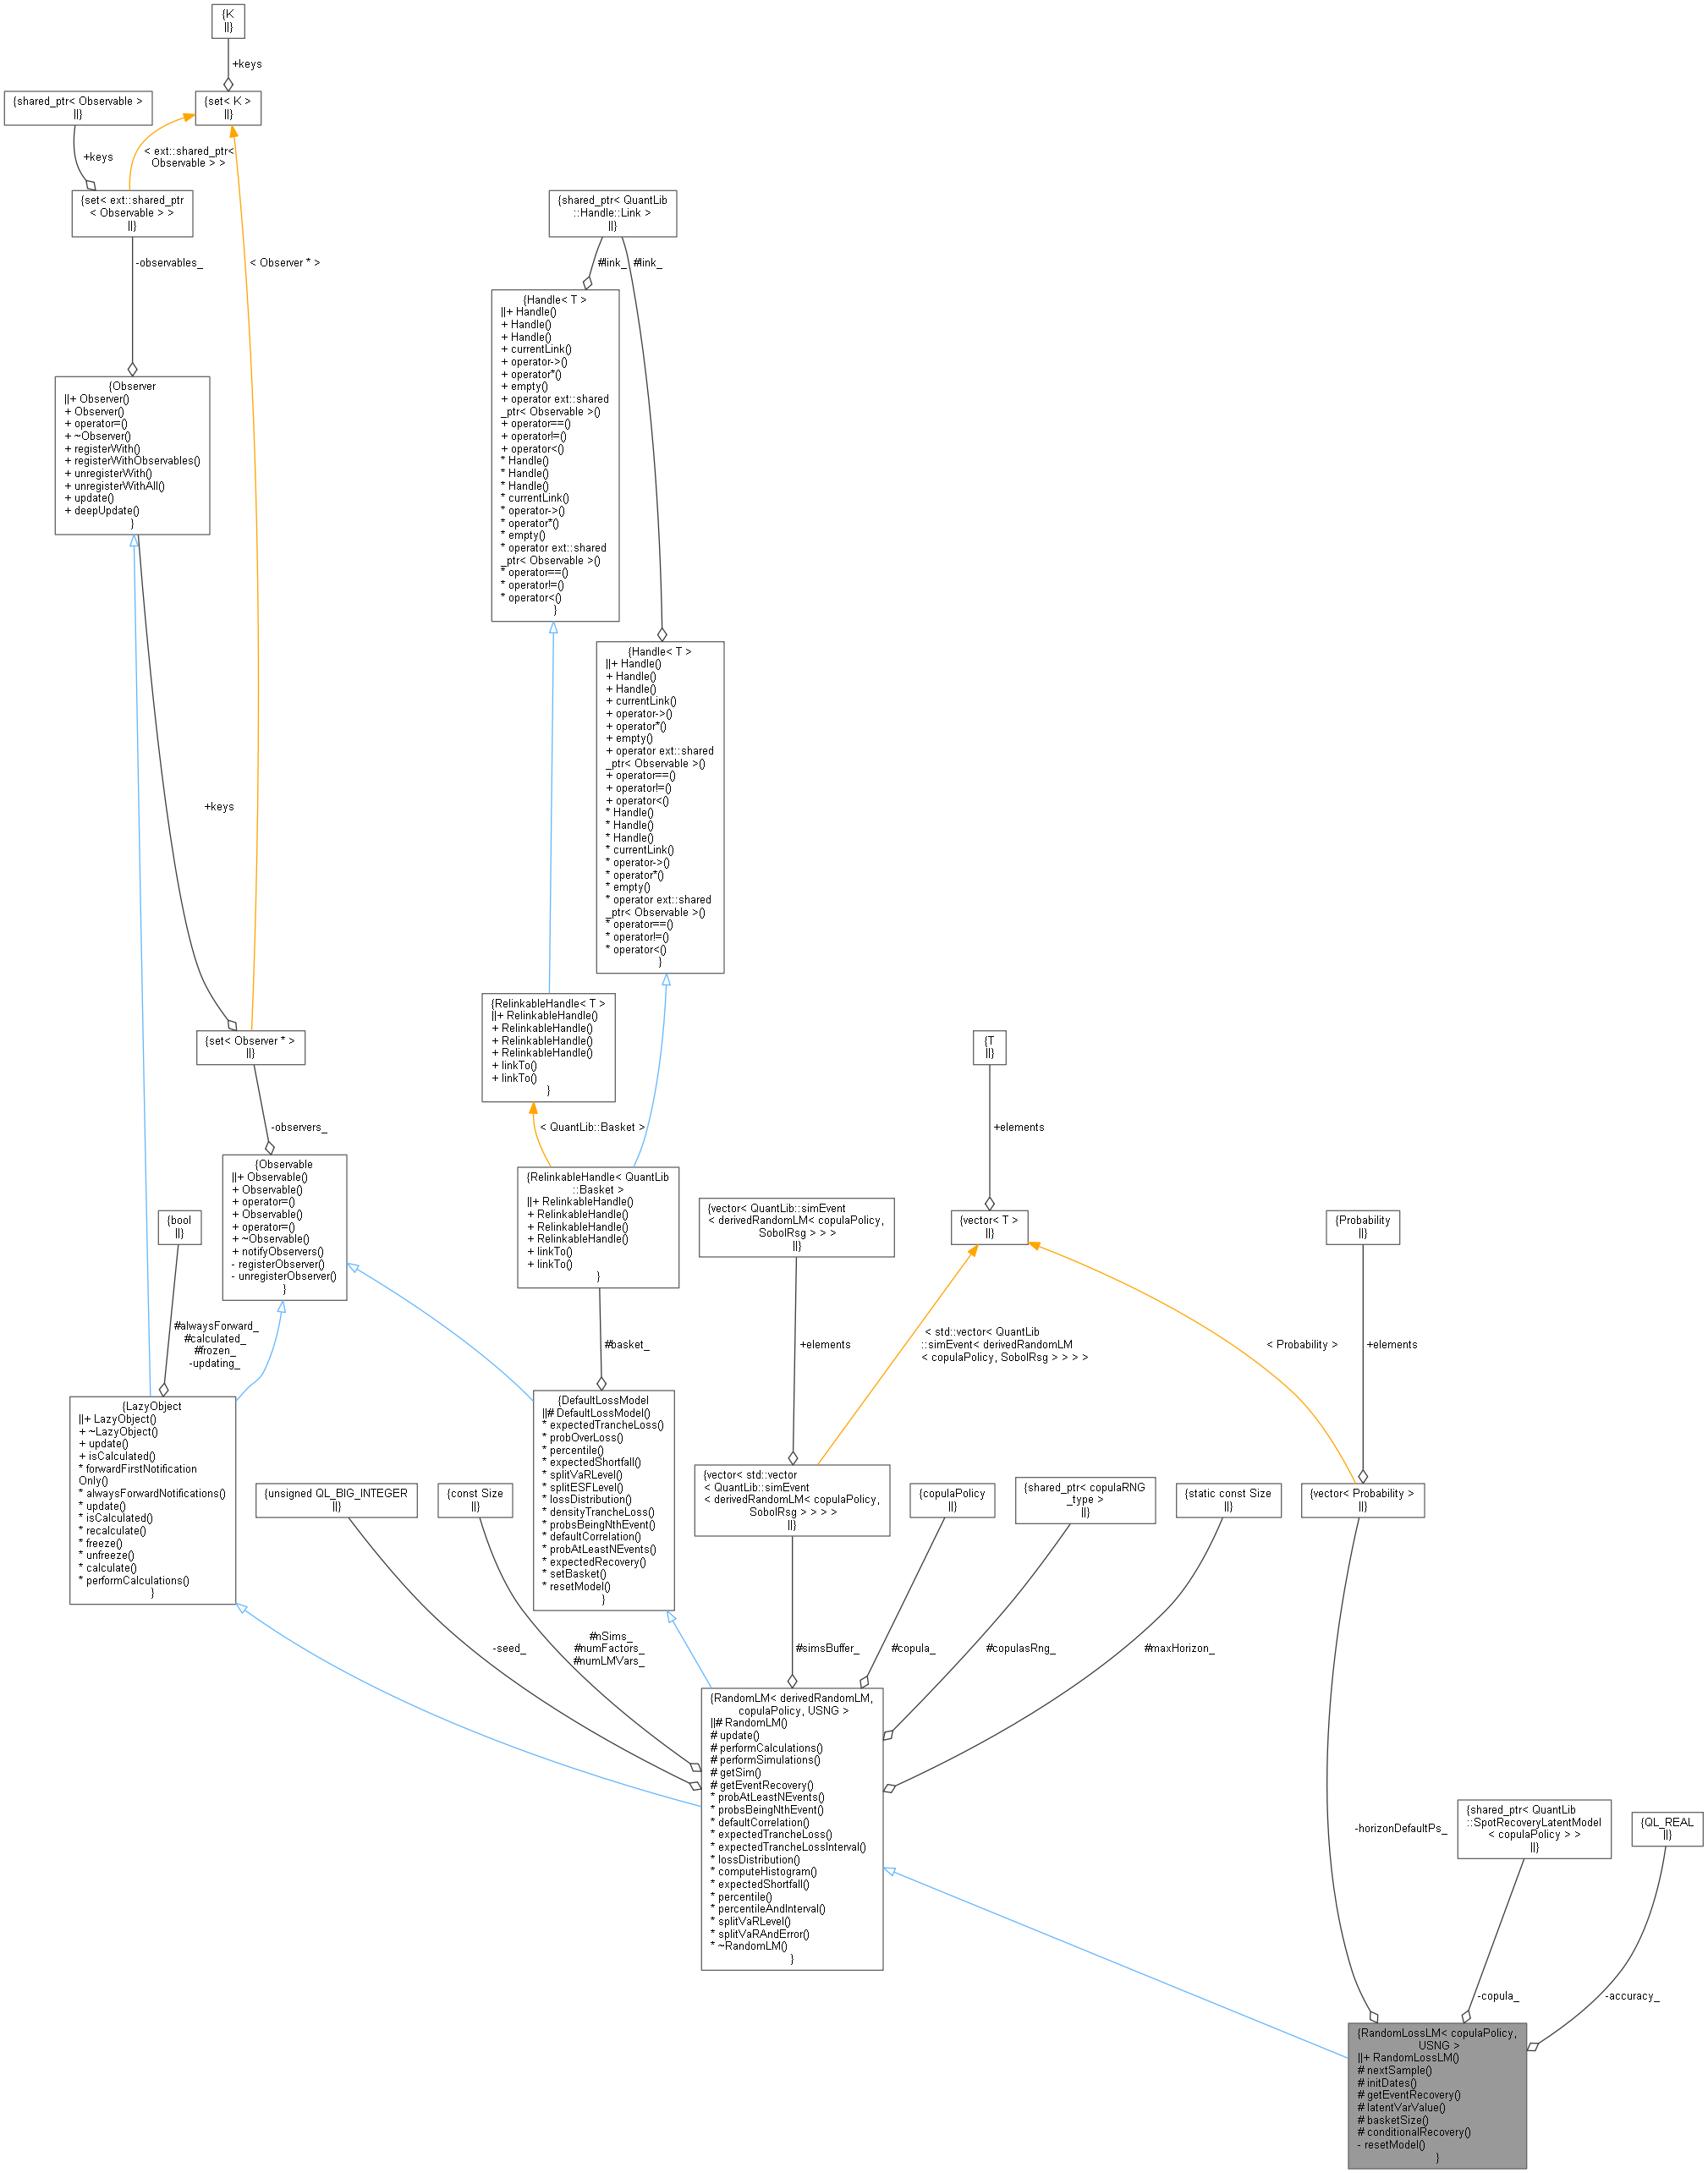 {K
||}
+keys
{shared_ptr< Observable >
||}
{set< K >
||}
+keys
< ext::shared_ptr<
Observable > >
{set< ext::shared_ptr
< Observable > >
||}
{shared_ptr< QuantLib
::Handle::Link >
||}
-observables_
< Observer * >
#link_
#link_
{Handle< T >
||+ Handle()
+ Handle()
+ Handle()
+ currentLink()
+ operator->()
+ operator*()
+ empty()
+ operator ext::shared
_ptr< Observable >()
+ operator==()
+ operator!=()
+ operator<()
* Handle()
* Handle()
* Handle()
* currentLink()
* operator->()
* operator*()
* empty()
* operator ext::shared
_ptr< Observable >()
* operator==()
* operator!=()
* operator<()
}
{Observer
||+ Observer()
+ Observer()
+ operator=()
+ ~Observer()
+ registerWith()
+ registerWithObservables()
+ unregisterWith()
+ unregisterWithAll()
+ update()
+ deepUpdate()
}
{Handle< T >
||+ Handle()
+ Handle()
+ Handle()
+ currentLink()
+ operator->()
+ operator*()
+ empty()
+ operator ext::shared
_ptr< Observable >()
+ operator==()
+ operator!=()
+ operator<()
* Handle()
* Handle()
* Handle()
* currentLink()
* operator->()
* operator*()
* empty()
* operator ext::shared
_ptr< Observable >()
* operator==()
* operator!=()
* operator<()
}
+keys
{RelinkableHandle< T >
||+ RelinkableHandle()
+ RelinkableHandle()
+ RelinkableHandle()
+ RelinkableHandle()
+ linkTo()
+ linkTo()
}
{set< Observer * >
||}
{T
||}
-observers_
< QuantLib::Basket >
+elements
{Observable
||+ Observable()
+ Observable()
+ operator=()
+ Observable()
+ operator=()
+ ~Observable()
+ notifyObservers()
- registerObserver()
- unregisterObserver()
}
{bool
||}
{RelinkableHandle< QuantLib
::Basket >
||+ RelinkableHandle()
+ RelinkableHandle()
+ RelinkableHandle()
+ RelinkableHandle()
+ linkTo()
+ linkTo()
}
{vector< QuantLib::simEvent
< derivedRandomLM< copulaPolicy,
SobolRsg > > >
||}
{vector< T >
||}
{Probability
||}
#alwaysForward_
#calculated_
#frozen_
-updating_
#basket_
+elements
< std::vector< QuantLib
::simEvent< derivedRandomLM
< copulaPolicy, SobolRsg > > > >
< Probability >
+elements
{LazyObject
||+ LazyObject()
+ ~LazyObject()
+ update()
+ isCalculated()
* forwardFirstNotification
Only()
* alwaysForwardNotifications()
* update()
* isCalculated()
* recalculate()
* freeze()
* unfreeze()
* calculate()
* performCalculations()
}
{unsigned QL_BIG_INTEGER
||}
{const Size
||}
{DefaultLossModel
||# DefaultLossModel()
* expectedTrancheLoss()
* probOverLoss()
* percentile()
* expectedShortfall()
* splitVaRLevel()
* splitESFLevel()
* lossDistribution()
* densityTrancheLoss()
* probsBeingNthEvent()
* defaultCorrelation()
* probAtLeastNEvents()
* expectedRecovery()
* setBasket()
* resetModel()
}
{vector< std::vector
< QuantLib::simEvent
< derivedRandomLM< copulaPolicy,
SobolRsg > > > >
||}
{copulaPolicy
||}
{shared_ptr< copulaRNG
_type >
||}
{static const Size
||}
{vector< Probability >
||}
-seed_
#nSims_
#numFactors_
#numLMVars_
#simsBuffer_
#copula_
#copulasRng_
#maxHorizon_
{RandomLM< derivedRandomLM,
copulaPolicy, USNG >
||# RandomLM()
# update()
# performCalculations()
# performSimulations()
# getSim()
# getEventRecovery()
* probAtLeastNEvents()
* probsBeingNthEvent()
* defaultCorrelation()
* expectedTrancheLoss()
* expectedTrancheLossInterval()
* lossDistribution()
* computeHistogram()
* expectedShortfall()
* percentile()
* percentileAndInterval()
* splitVaRLevel()
* splitVaRAndError()
* ~RandomLM()
}
-horizonDefaultPs_
{shared_ptr< QuantLib
::SpotRecoveryLatentModel
< copulaPolicy > >
||}
{QL_REAL
||}
-copula_
-accuracy_
{RandomLossLM< copulaPolicy,
USNG >
||+ RandomLossLM()
# nextSample()
# initDates()
# getEventRecovery()
# latentVarValue()
# basketSize()
# conditionalRecovery()
- resetModel()
}